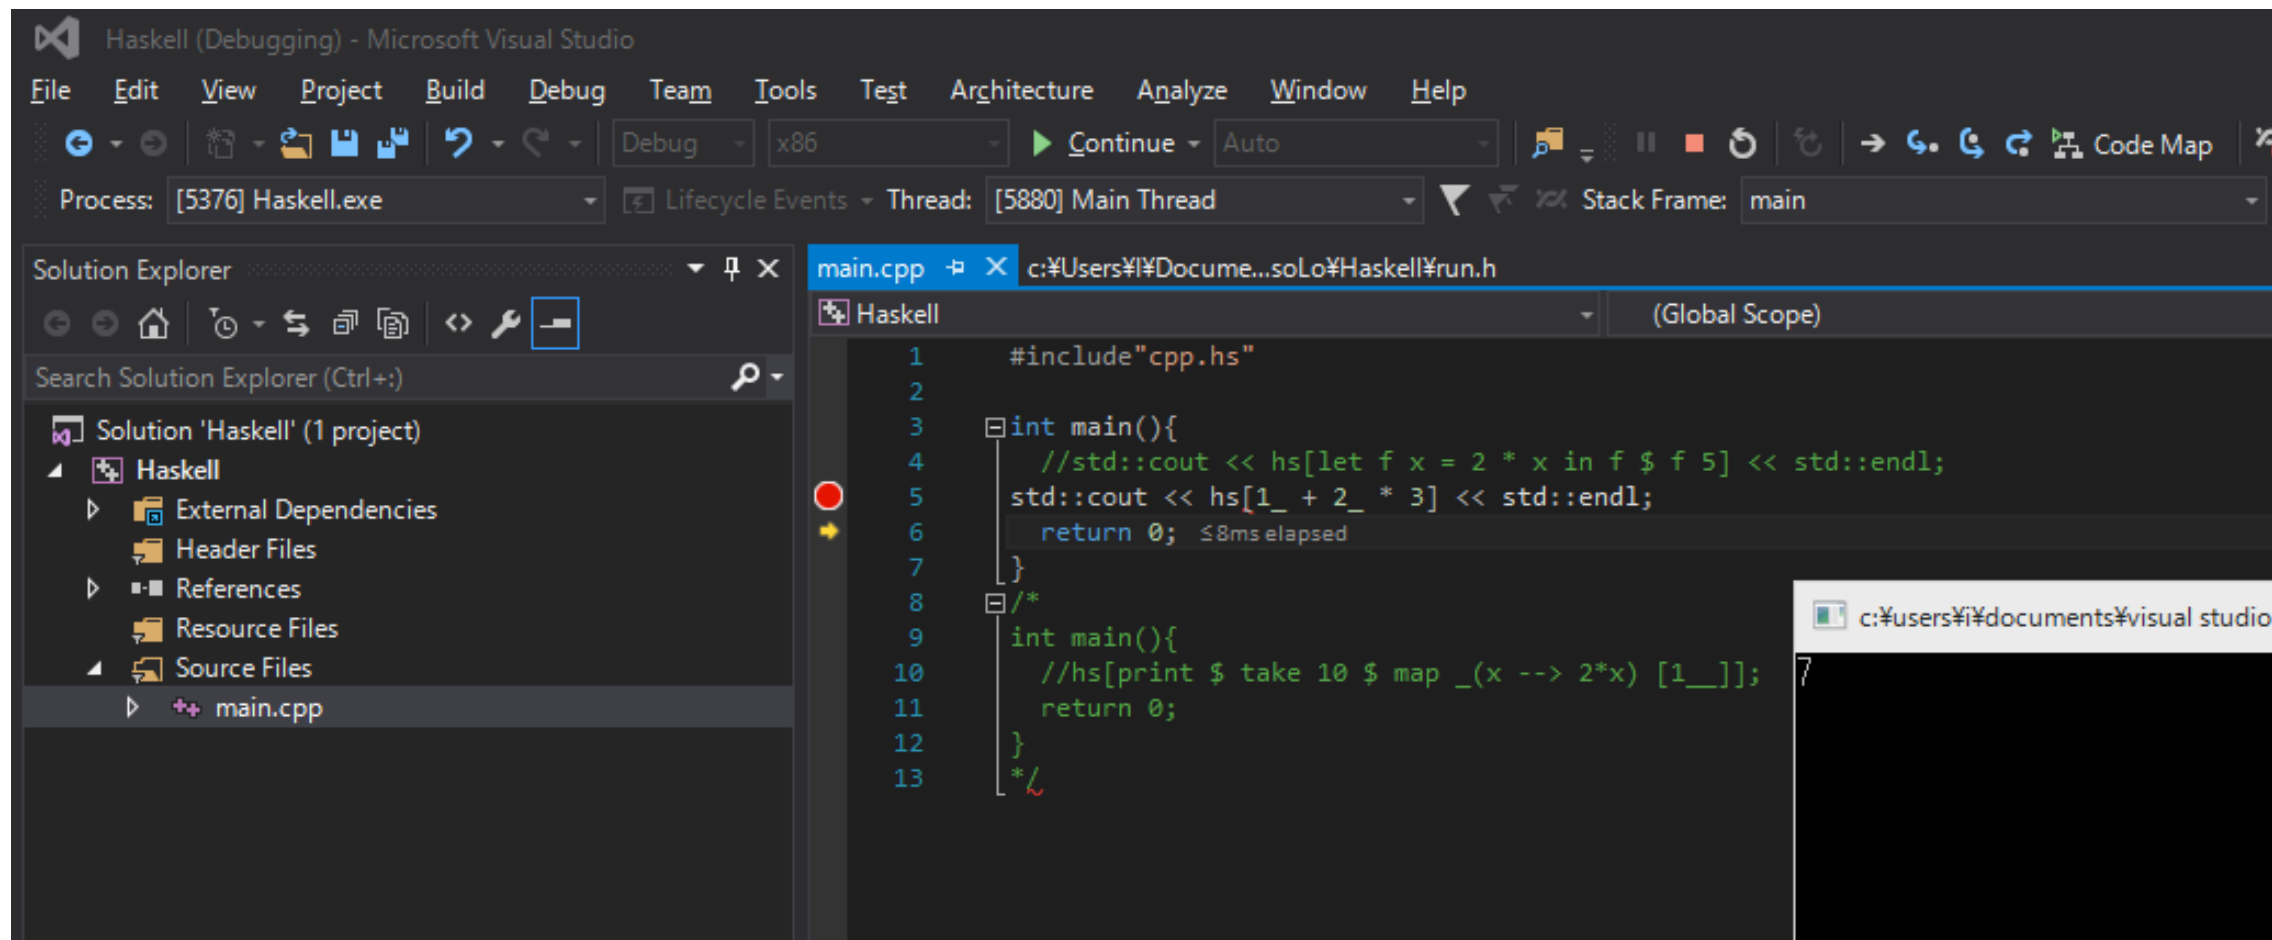 Haskell (Debugging) - Microsoft Visual Studio
File Edit View Project Build Debug Team Tools Test Architecture Analyze Window Help
Debug x86 Continue Auto Code Map
Process: [5376] Haskell.exe Lifecycle Events Thread: [5880] Main Thread Stack Frame: main
Solution Explorer
Search Solution Explorer (Ctrl+:)
Solution 'Haskell' (1 project)
Haskell
External Dependencies
Header Files
References
Resource Files
Source Files
main.cpp
main.cpp c:¥Users¥I¥Docume...soLo¥Haskell¥run.h
Haskell (Global Scope)
1 #include"cpp.hs"
2
3 int main(){
4 //std::cout << hs[let f x = 2 * x in f $ f 5] << std::endl;
5 std::cout << hs[1_ + 2_ * 3] << std::endl;
6 return 0; ≤8ms elapsed
7 }
8 /*
9 int main(){
10 //hs[print $ take 10 $ map _(x --> 2*x) [1__]];
11 return 0;
12 }
13 */
c:¥users¥i¥documents¥visual studio
7